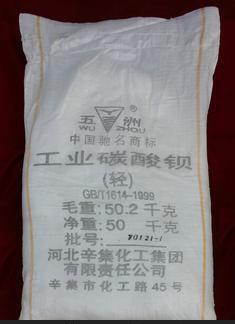 五洲®
WU ZHOU
中国驰名商标
工业碳酸钡
(轻)
GB/T1614-1999
毛重：50.2 千克
净重：50 千克
批号：
河北辛集化工集团
有限责任公司
辛集市化工路 45号